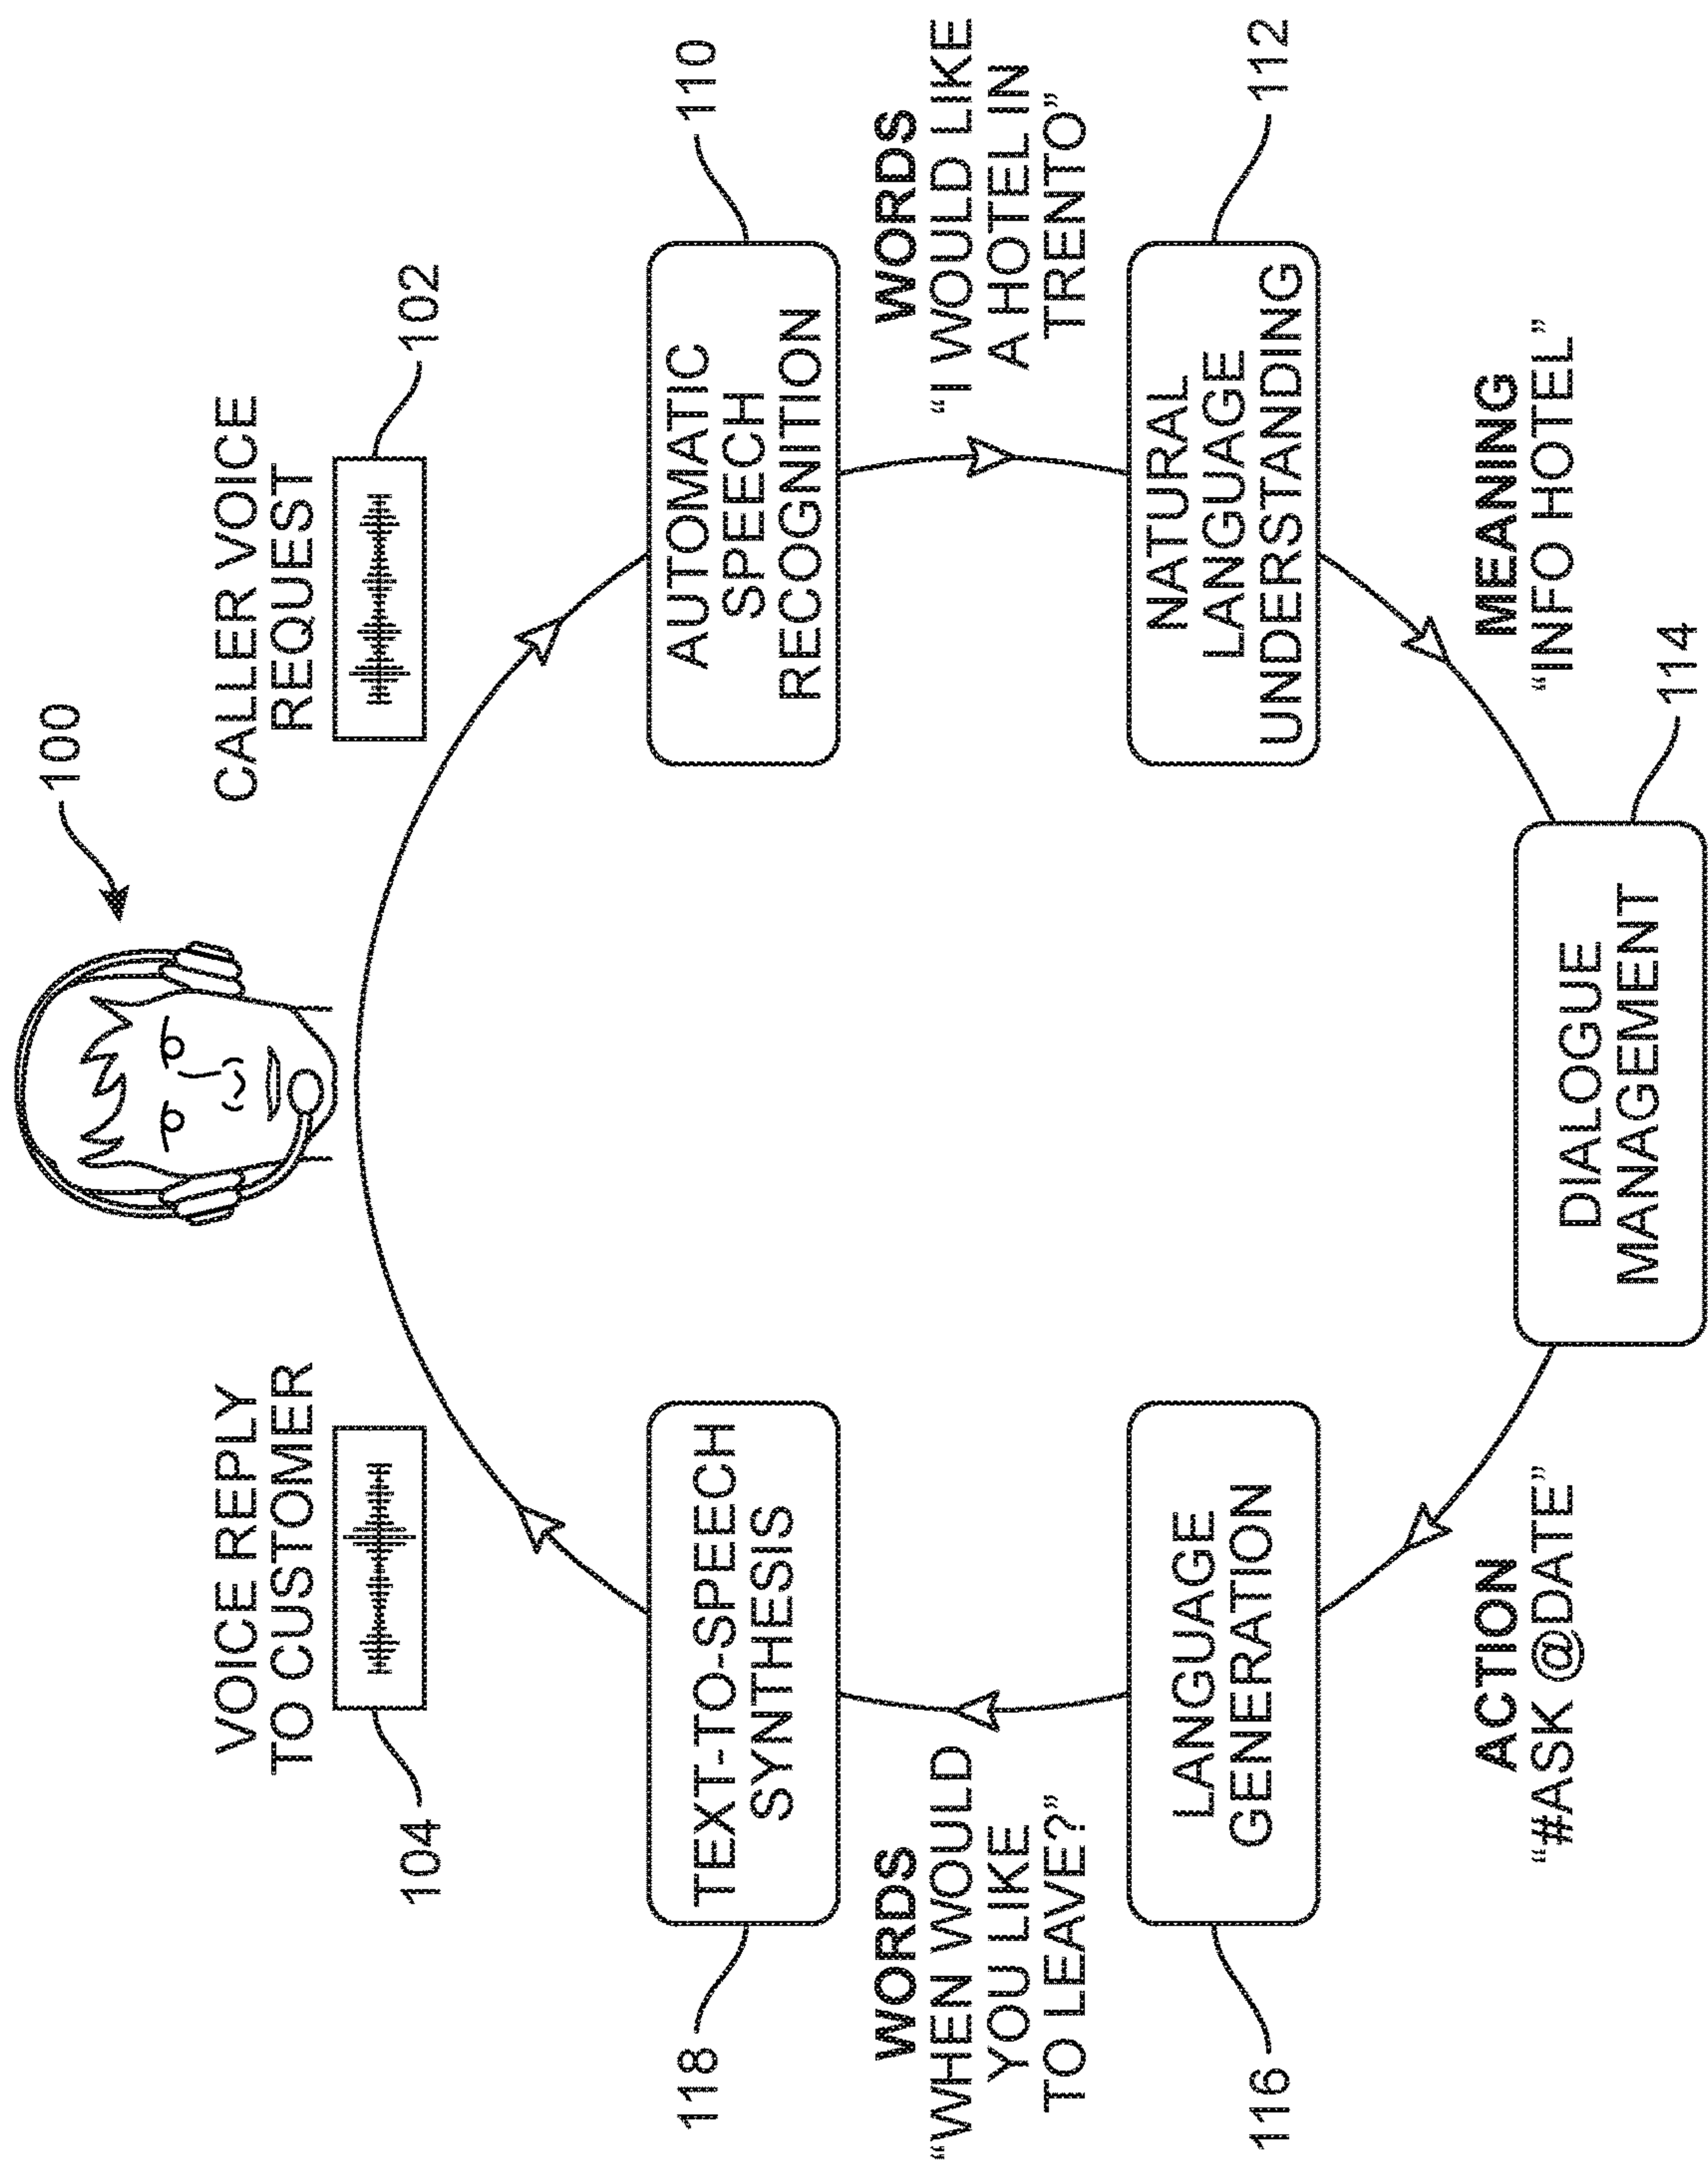 100
VOICE REPLY
TO CUSTOMER
104
CALLER VOICE
REQUEST
102
118
TEXT-TO-SPEECH
SYNTHESIS
AUTOMATIC
SPEECH
RECOGNITION
110
WORDS
“WHEN WOULD
YOU LIKE
TO LEAVE?”
WORDS
“I WOULD LIKE
A HOTEL IN
TRENTO”
116
LANGUAGE
GENERATION
NATURAL
LANGUAGE
UNDERSTANDING
112
ACTION
“#ASK @DATE”
MEANING
“INFO HOTEL”
DIALOGUE
MANAGEMENT
114